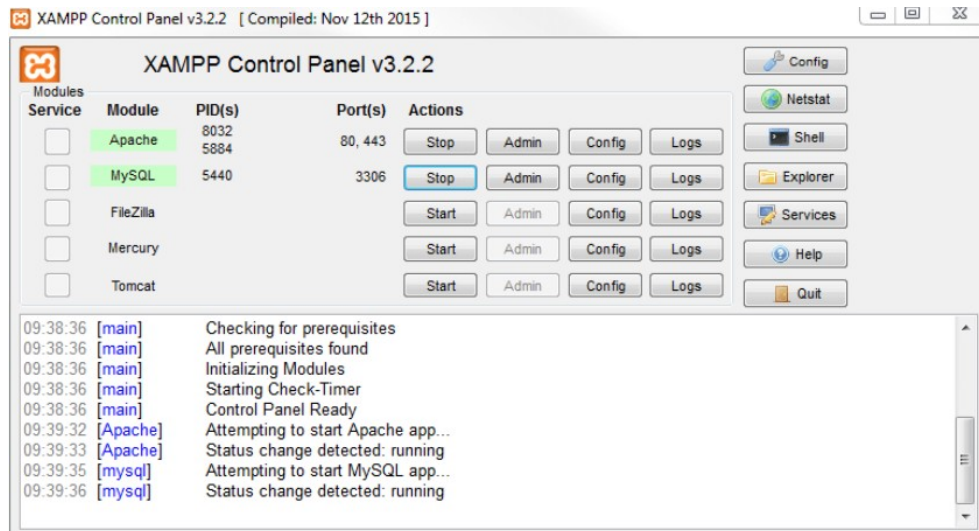 XAMPP Control Panel v3.2.2 [ Compiled: Nov 12th 2015 ]
XAMPP Control Panel v3.2.2
Config
Modules
Service Module PID(s) Port(s) Actions
Netstat
Apache 8032 5884 80, 443 Stop Admin Config Logs
Shell
MySQL 5440 3306 Stop Admin Config Logs
Explorer
FileZilla Start Admin Config Logs
Services
Mercury Start Admin Config Logs
Help
Tomcat Start Admin Config Logs
Quit
09:38:36 [main] Checking for prerequisites
09:38:36 [main] All prerequisites found
09:38:36 [main] Initializing Modules
09:38:36 [main] Starting Check-Timer
09:38:36 [main] Control Panel Ready
09:39:32 [Apache] Attempting to start Apache app...
09:39:33 [Apache] Status change detected: running
09:39:35 [mysql] Attempting to start MySQL app...
09:39:36 [mysql] Status change detected: running